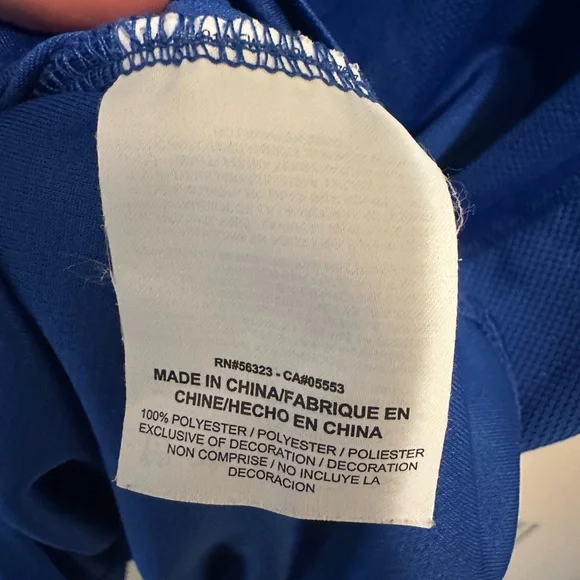 RN#56323 - CA#05553
MADE IN CHINA/FABRIQUE EN
CHINE/HECHO EN CHINA
100% POLYESTER / POLYESTER / POLIESTER
EXCLUSIVE OF DECORATION / DECORATION
NON COMPRISE / NO INCLUYE LA
DECORACION